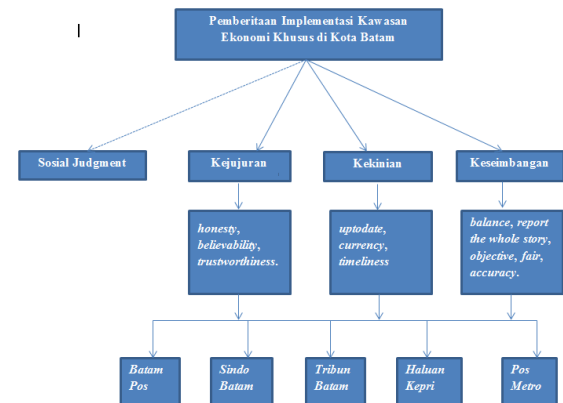 Pemberitaan Implementasi Kawasan
Ekonomi Khusus di Kota Batam
Sosial Judgment
Kejujuran
Kekinian
Keseimbangan
honesty,
believability,
trustworthiness.
uptodate,
currency,
timeliness
balance, report
the whole story,
objective, fair,
accuracy.
Batam
Pos
Sindo
Batam
Tribun
Batam
Haluan
Kepri
Pos
Metro